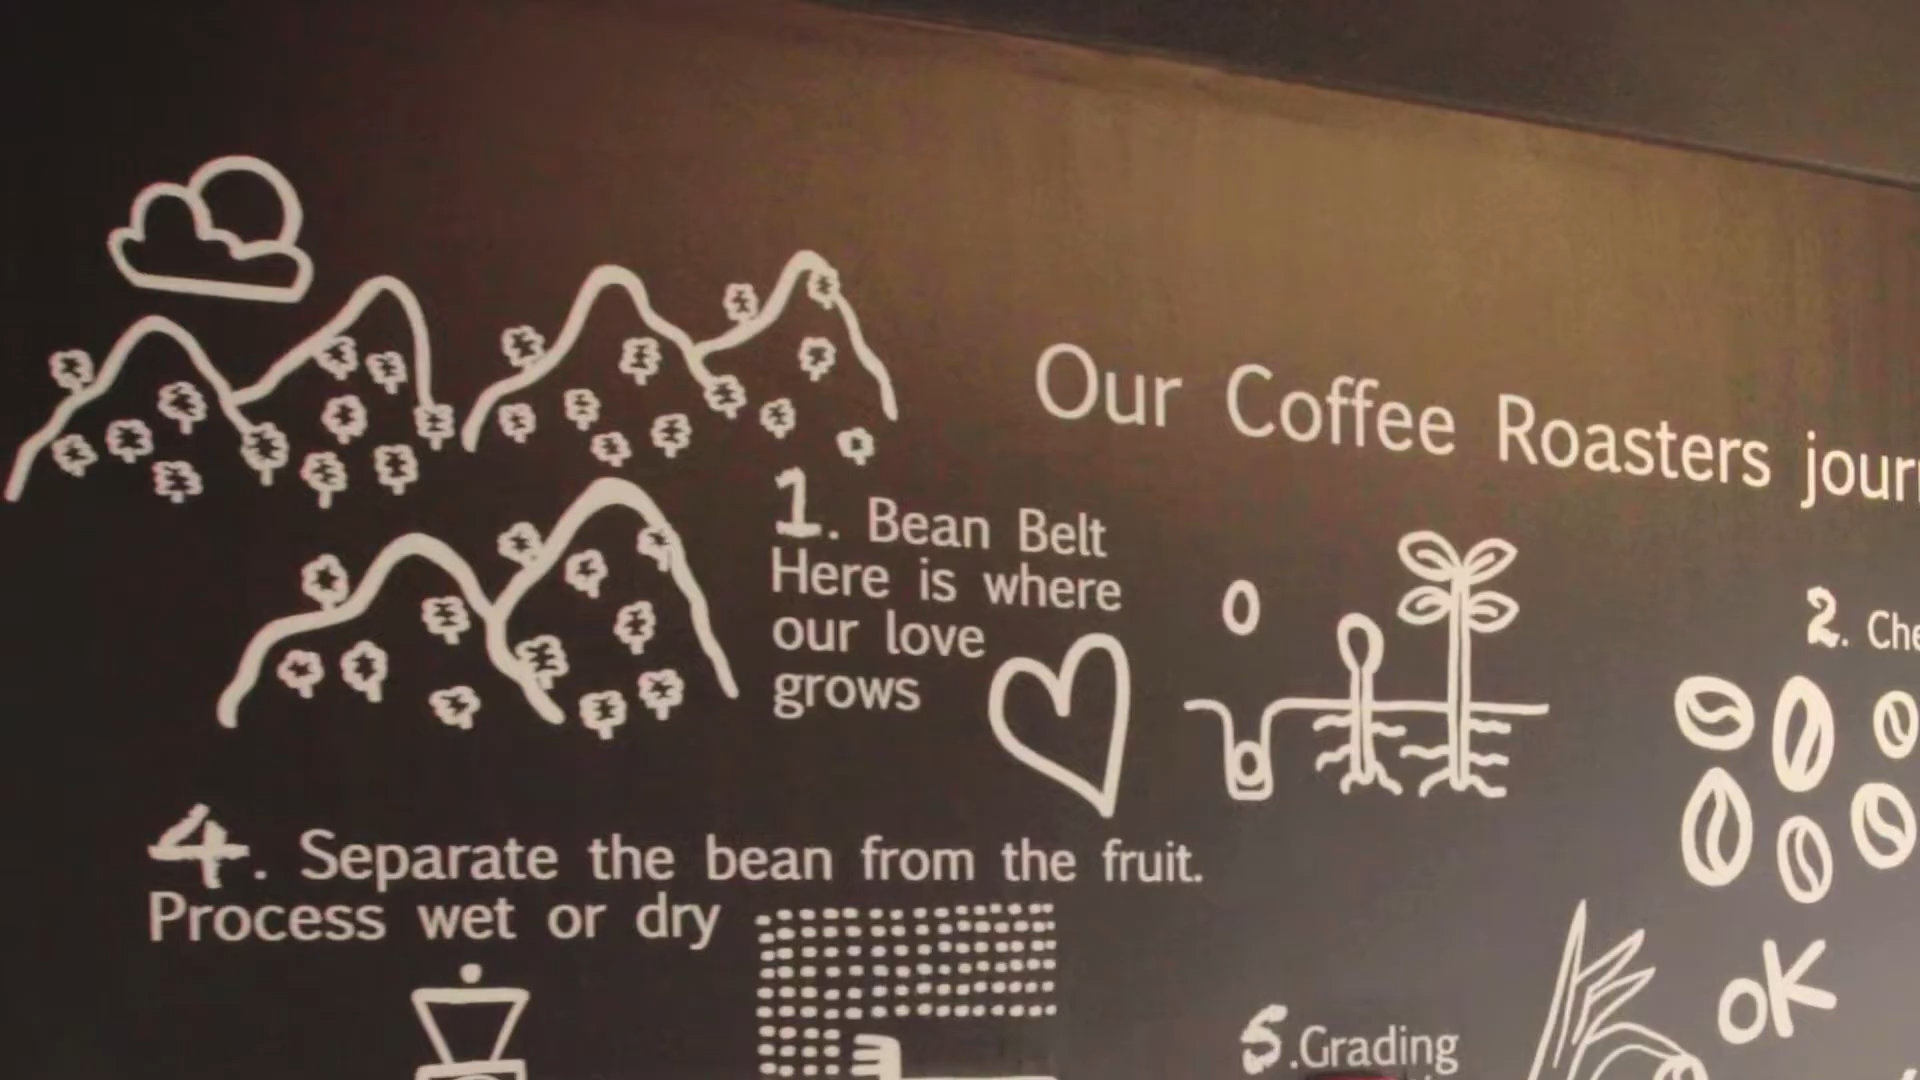 Our Coffee Roasters
1. Bean Belt
Here is where
our love
grows
2.
4. Separate the bean from the fruit.
Process wet or dry
5. Grading
OK